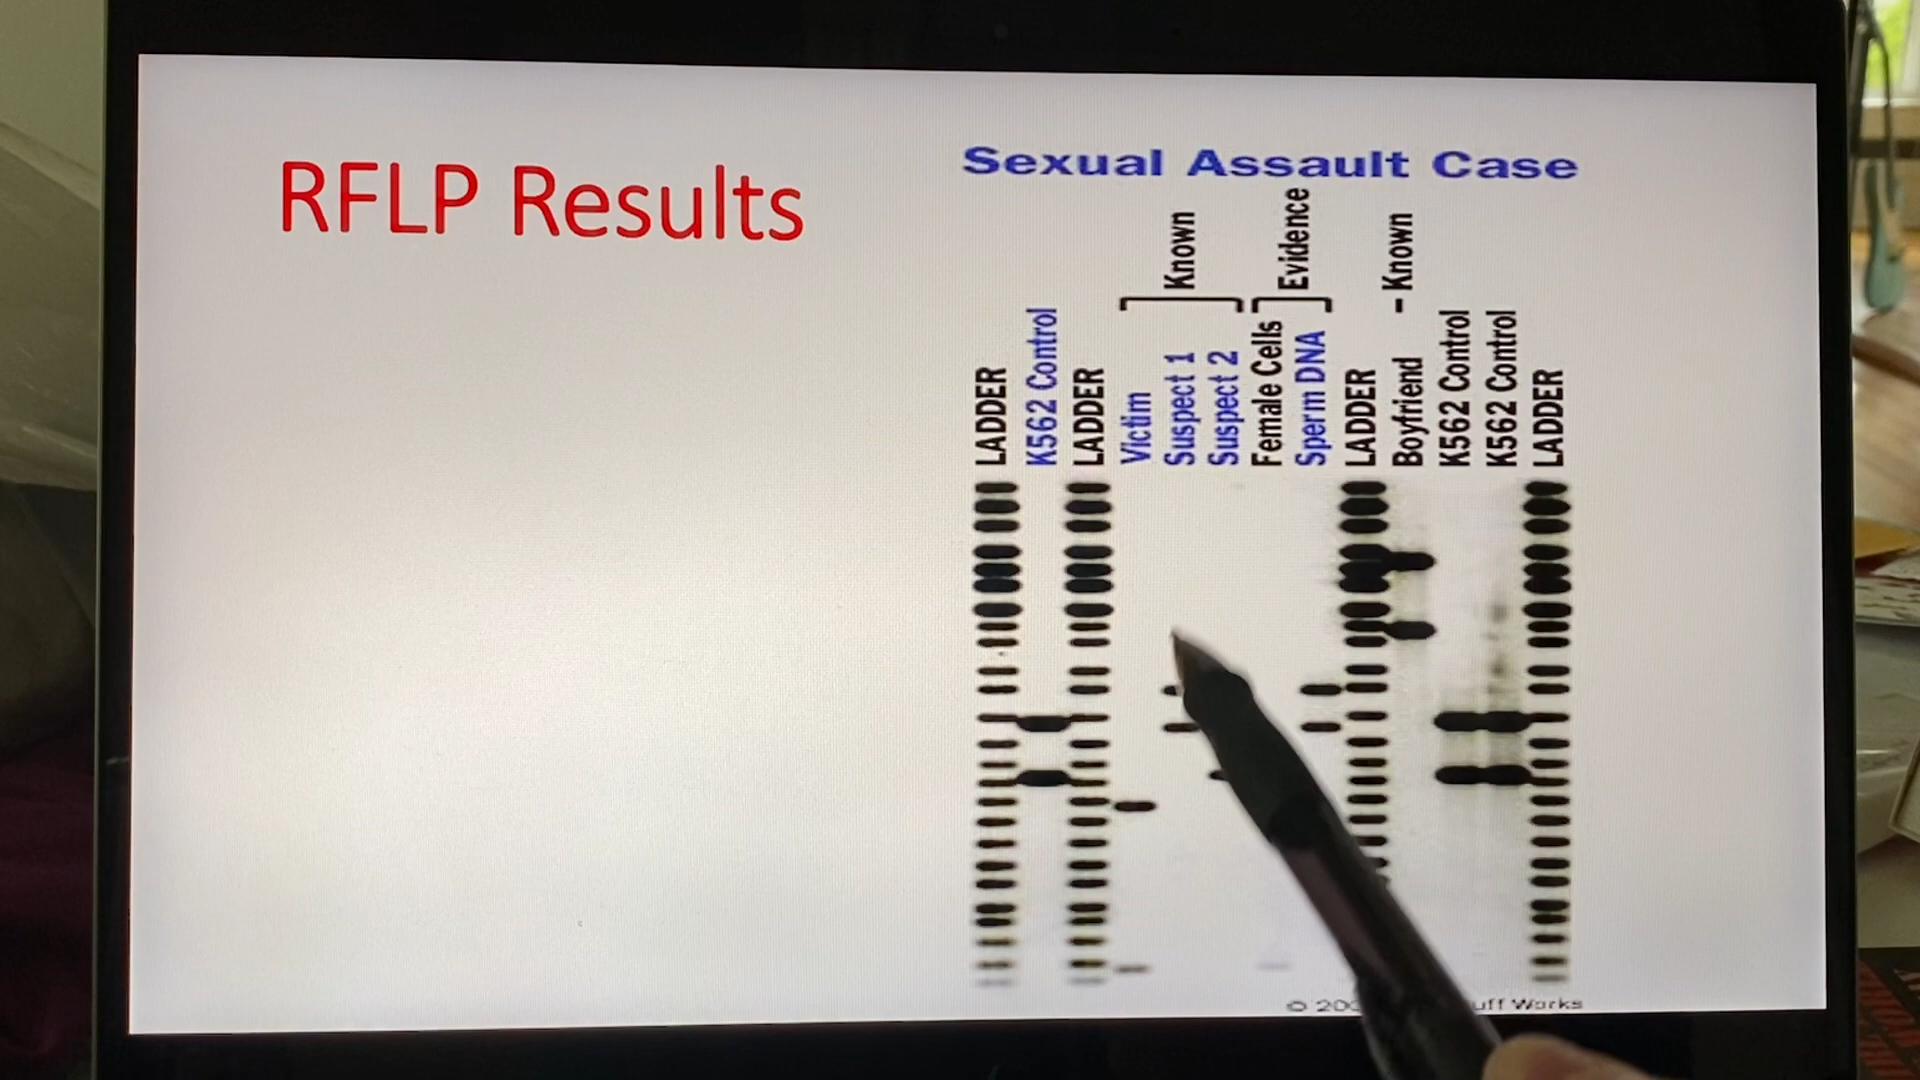 RFLP Results
Sexual Assault Case
Known
Evidence
- Known
LADDER
K562 Control
LADDER
Victim
Suspect 1
Suspect 2
Female Cells
Sperm DNA
LADDER
Boyfriend
K562 Control
K562 Control
LADDER
© Works